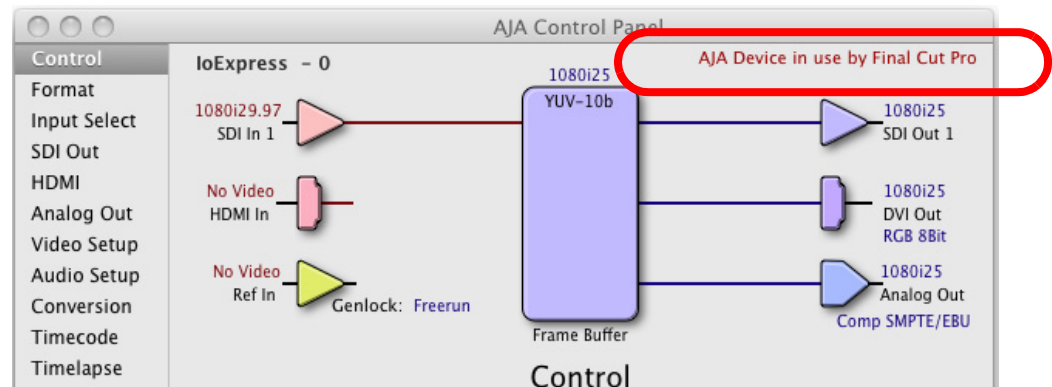 AJA Control Panel
Control
Format
Input Select
SDI Out
HDMI
Analog Out
Video Setup
Audio Setup
Conversion
Timecode
Timelapse
IoExpress - 0
AJA Device in use by Final Cut Pro
1080i25
YUV-10b
1080i29.97
SDI In 1
1080i25
SDI Out 1
No Video
HDMI In
1080i25
DVI Out
RGB 8Bit
No Video
Ref In
Genlock: Freerun
1080i25
Analog Out
Comp SMPTE/EBU
Frame Buffer
Control